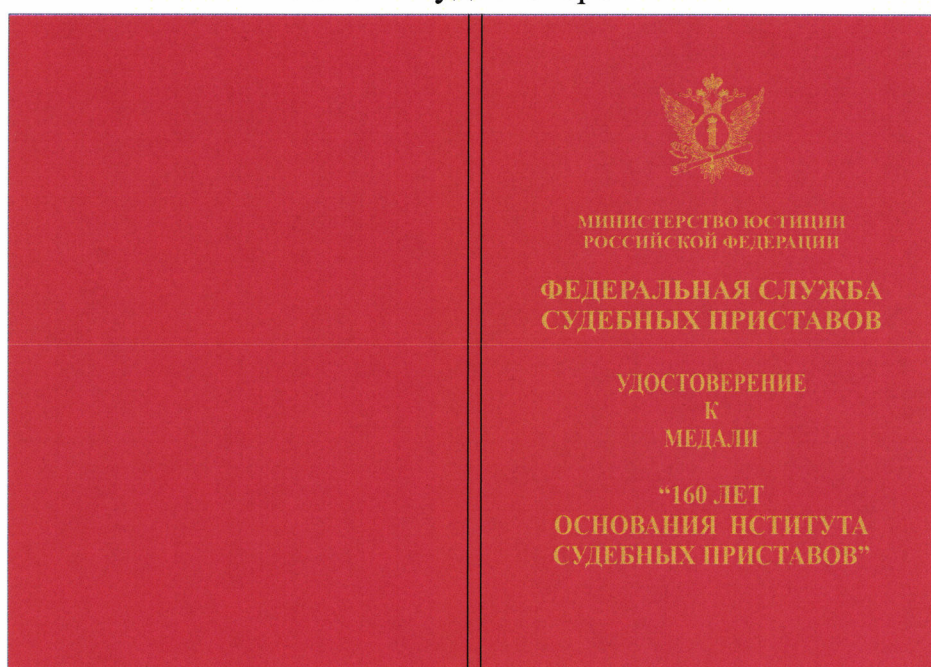 МИНИСТЕРСТВО ЮСТИЦИИ
РОССИЙСКОЙ ФЕДЕРАЦИИ
ФЕДЕРАЛЬНАЯ СЛУЖБА
СУДЕБНЫХ ПРИСТАВОВ
УДОСТОВЕРЕНИЕ
К
МЕДАЛИ
“160 ЛЕТ
ОСНОВАНИЯ НСТИТУТА
СУДЕБНЫХ ПРИСТАВОВ”